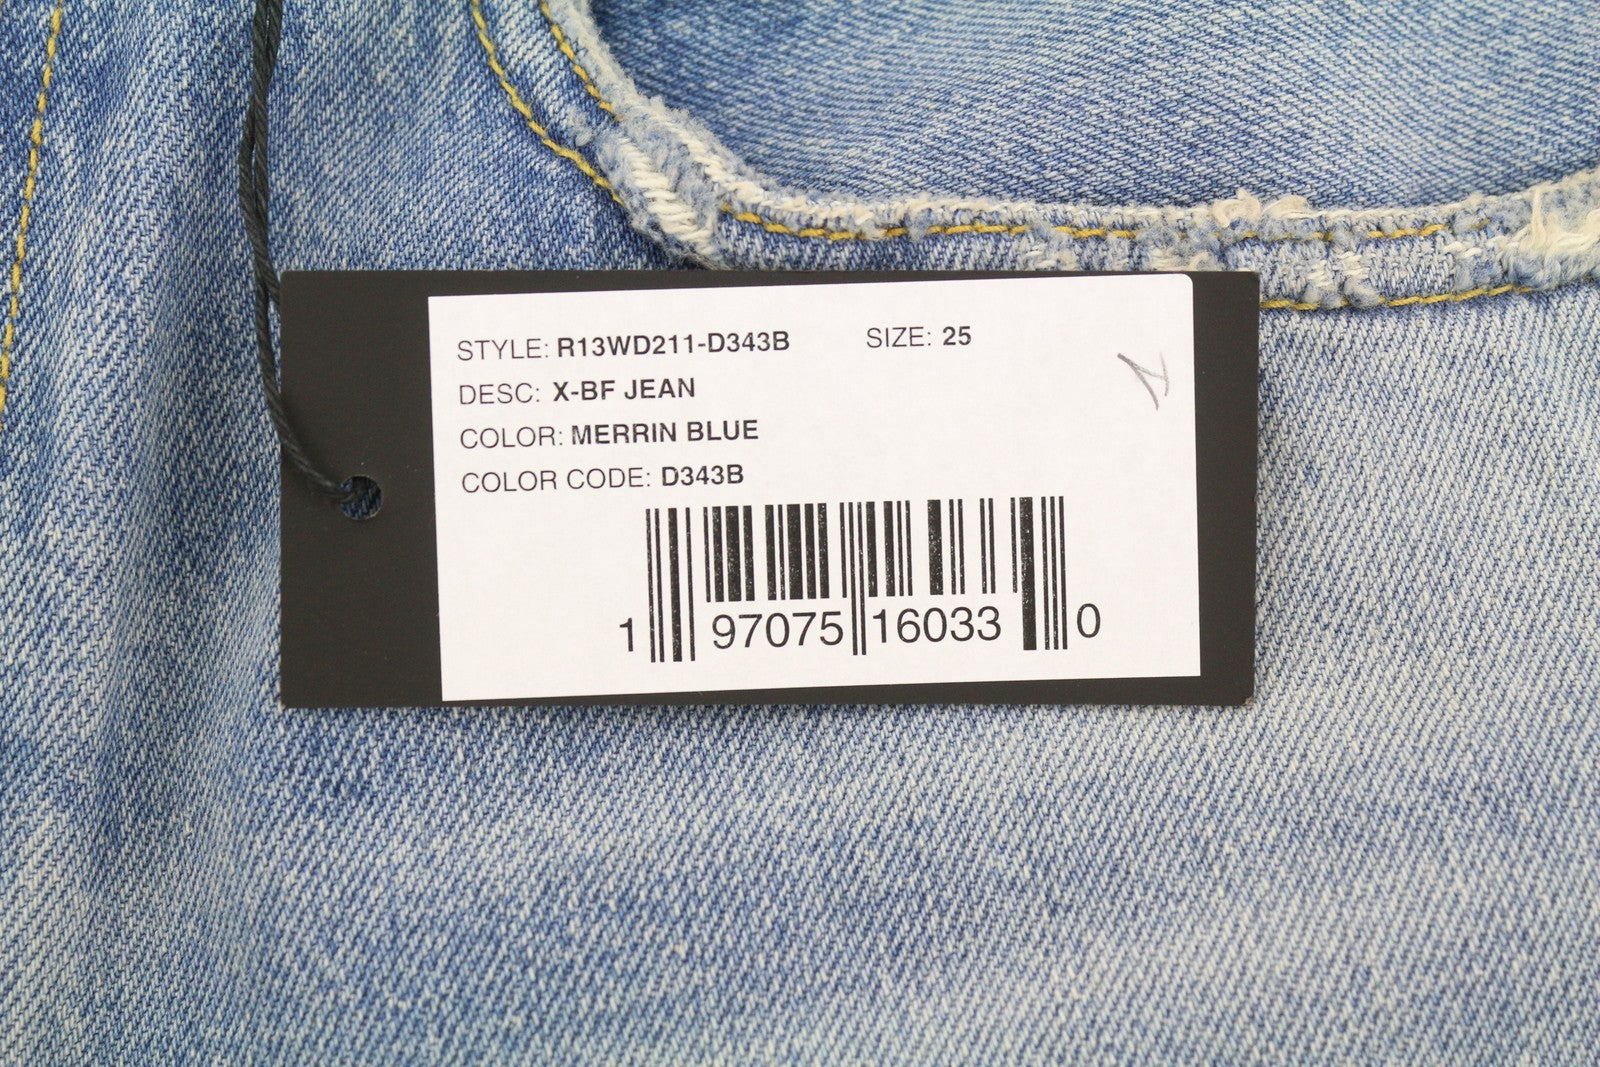 STYLE: R13WD211-D343B SIZE: 25
DESC: X-BF JEAN
COLOR: MERRIN BLUE
COLOR CODE: D343B
1 97075 16033 0